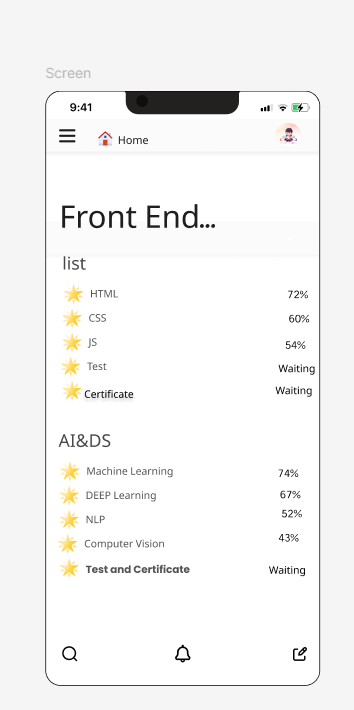 Screen
9:41
Home
Front End...
list
HTML 72%
CSS 60%
JS 54%
Test Waiting
Certificate Waiting
AI&DS
Machine Learning 74%
DEEP Learning 67%
NLP 52%
Computer Vision 43%
Test and Certificate Waiting